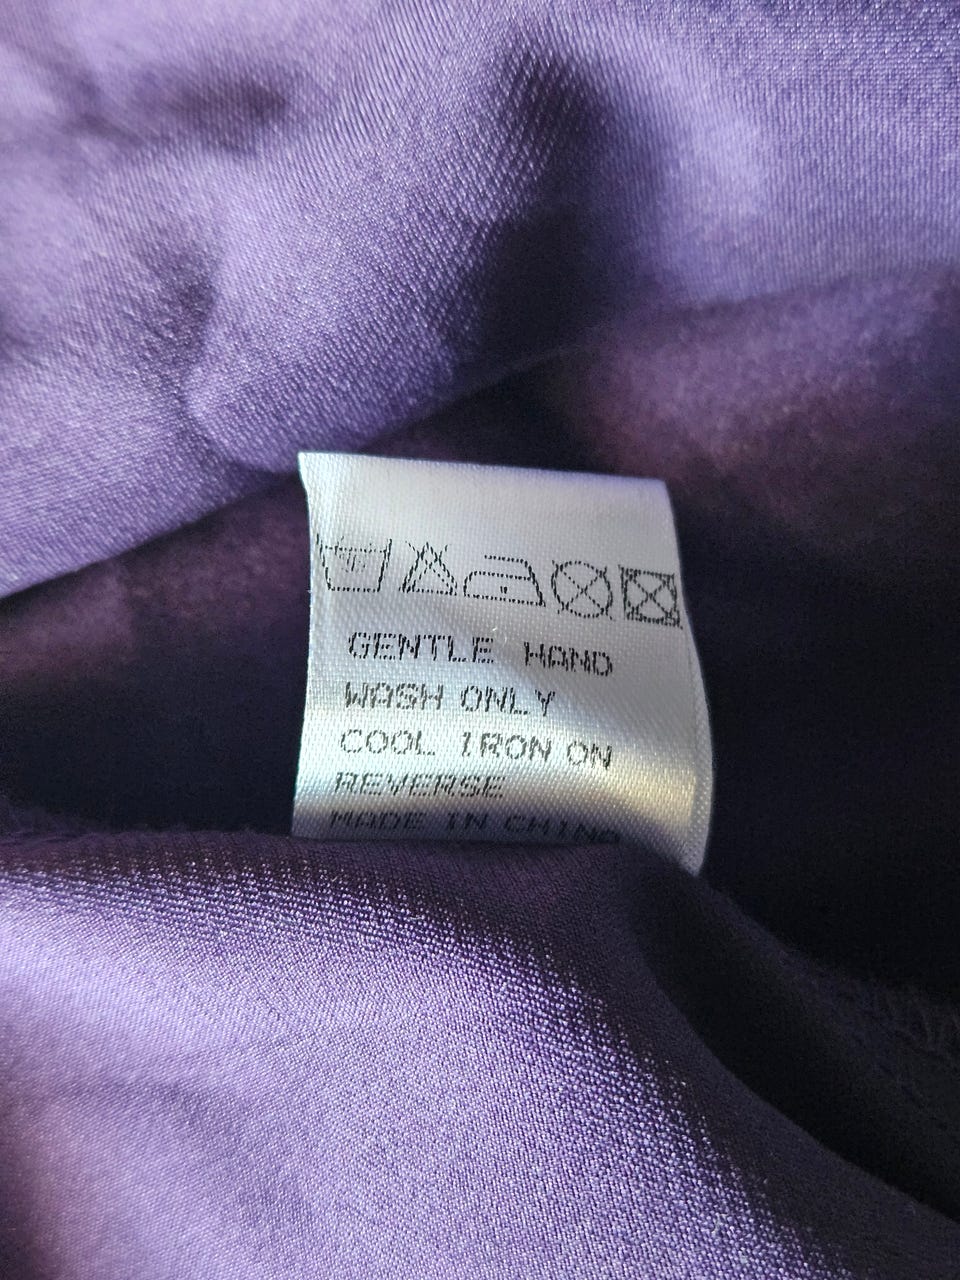 GENTLE HAND
WASH ONLY
COOL IRON ON
REVERSE
MADE IN CHINA